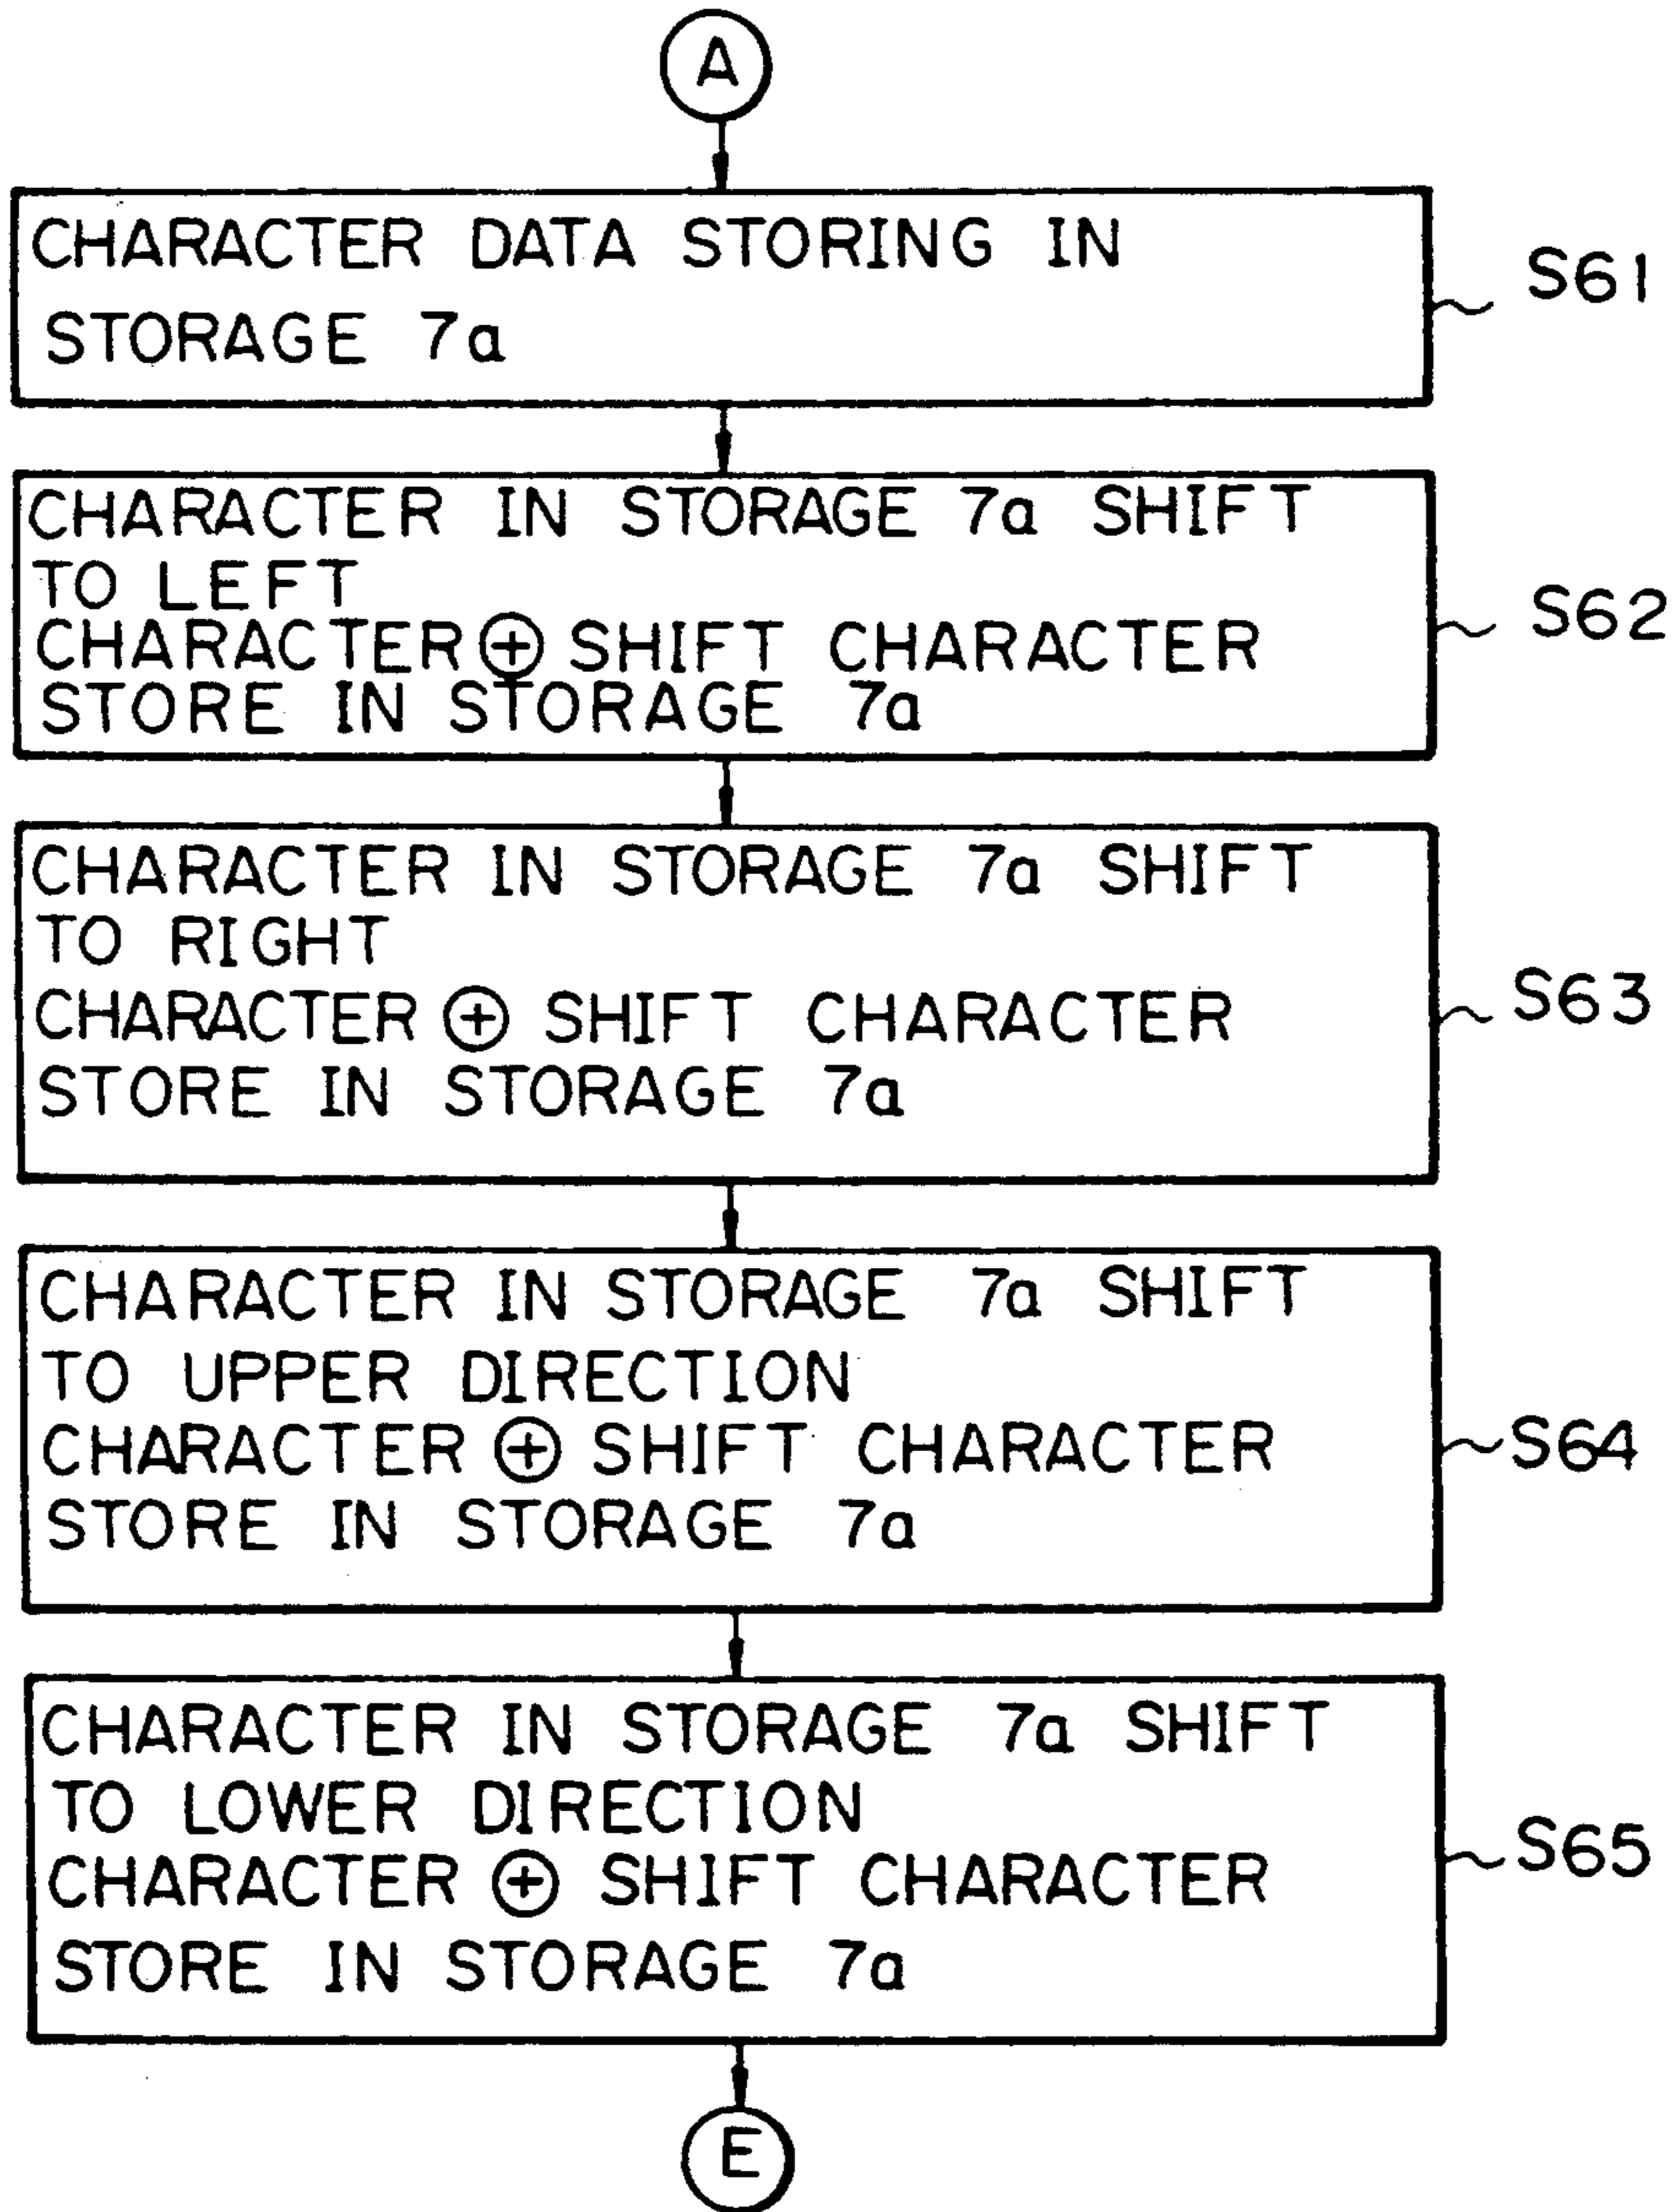 A
CHARACTER DATA STORING IN
STORAGE 7a
S61
CHARACTER IN STORAGE 7a SHIFT
TO LEFT
CHARACTER ⊕ SHIFT CHARACTER
STORE IN STORAGE 7a
S62
CHARACTER IN STORAGE 7a SHIFT
TO RIGHT
CHARACTER ⊕ SHIFT CHARACTER
STORE IN STORAGE 7a
S63
CHARACTER IN STORAGE 7a SHIFT
TO UPPER DIRECTION
CHARACTER ⊕ SHIFT CHARACTER
STORE IN STORAGE 7a
S64
CHARACTER IN STORAGE 7a SHIFT
TO LOWER DIRECTION
CHARACTER ⊕ SHIFT CHARACTER
STORE IN STORAGE 7a
S65
E